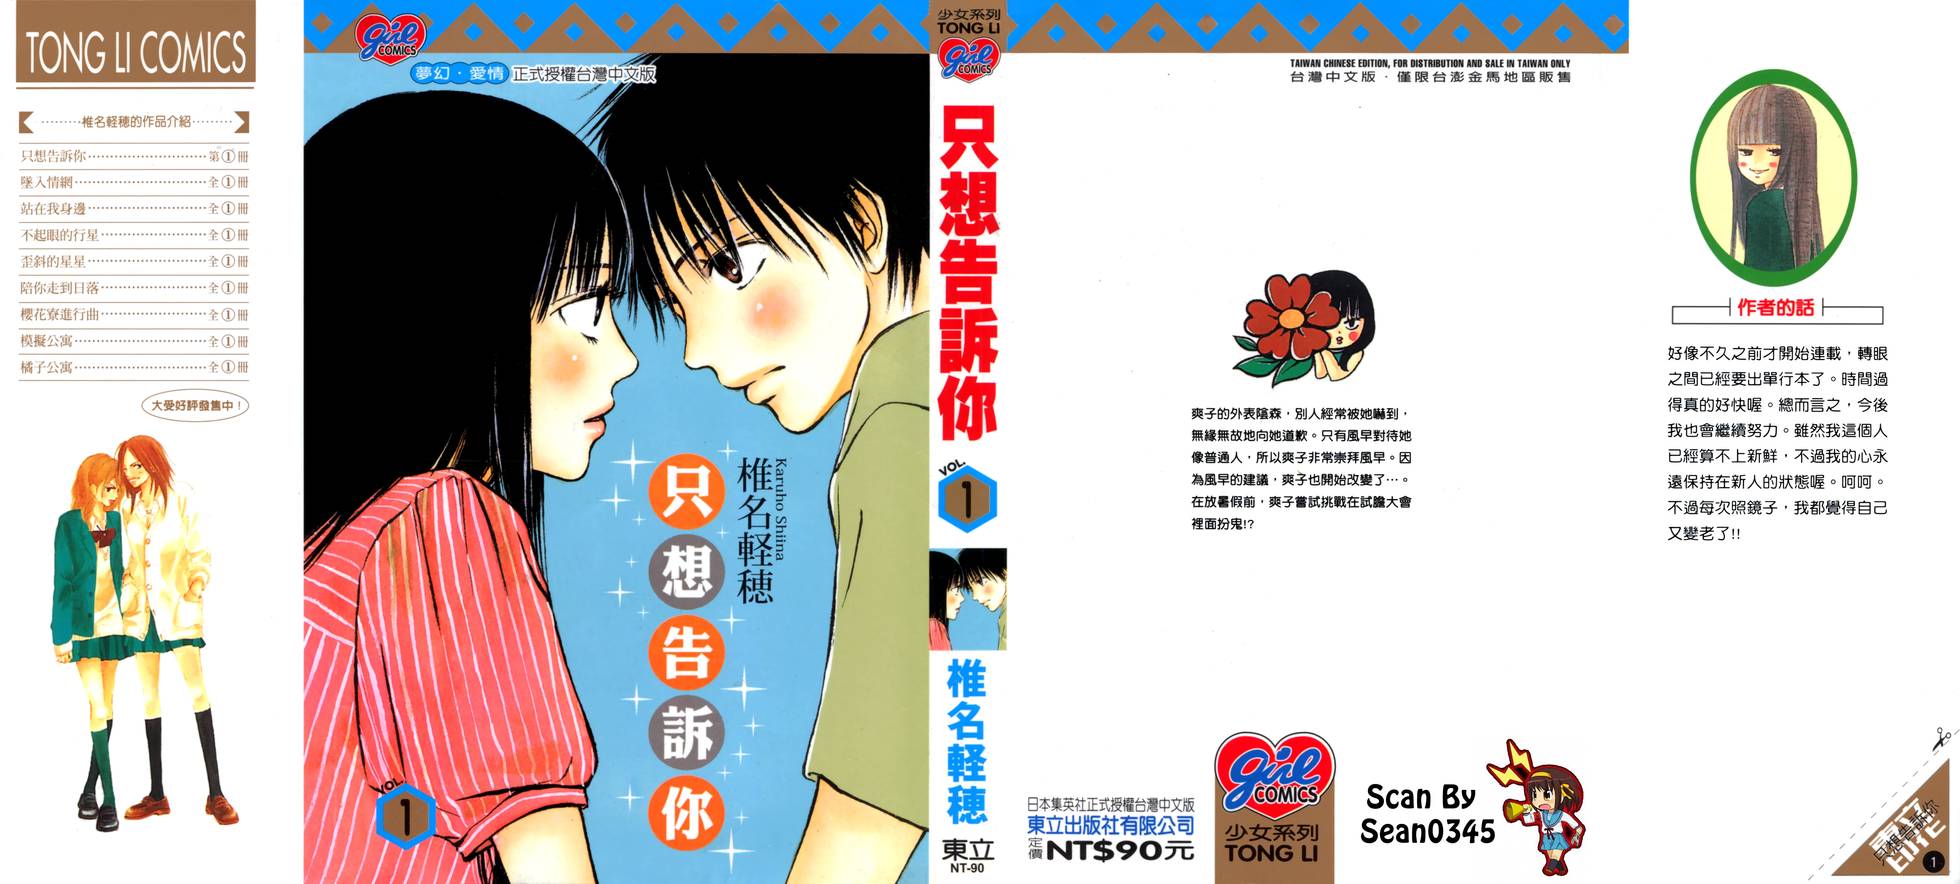 TONG LI COMICS
椎名軽穂的作品介紹
只想告訴你 第①冊
墜入情網 全①冊
站在我身邊 全①冊
不起眼的行星 全①冊
歪斜的星星 全①冊
陪你走到日落 全①冊
櫻花寮進行曲 全①冊
模擬公寓 全①冊
橘子公寓 全①冊
大受好評發售中！
girl
COMICS
夢幻·愛情 正式授權台灣中文版
只想告訴你
椎名軽穂
Karuho Shiina
VOL.
1
少女系列
TONG LI
girl
COMICS
只想告訴你
VOL.
1
椎名軽穂
東立
NT-90
TAIWAN CHINESE EDITION, FOR DISTRIBUTION AND SALE IN TAIWAN ONLY
台灣中文版·僅限台澎金馬地區販售
爽子的外表陰森，別人經常被她嚇到，
無緣無故地向她道歉。只有風早對待她
像普通人，所以爽子非常崇拜風早。因
為風早的建議，爽子也開始改變了…。
在放暑假前，爽子嘗試挑戰在試膽大會
裡面扮鬼!?
日本集英社正式授權台灣中文版
東立出版社有限公司
定價 NT$90元
girl
COMICS
少女系列
TONG LI
Scan By
Sean0345
作者的話
好像不久之前才開始連載，轉眼
之間已經要出單行本了。時間過
得真的好快喔。總而言之，今後
我也會繼續努力。雖然我這個人
已經算不上新鮮，不過我的心永
遠保持在新人的狀態喔。呵呵。
不過每次照鏡子，我都覺得自己
又變老了!!
只想告訴你
1